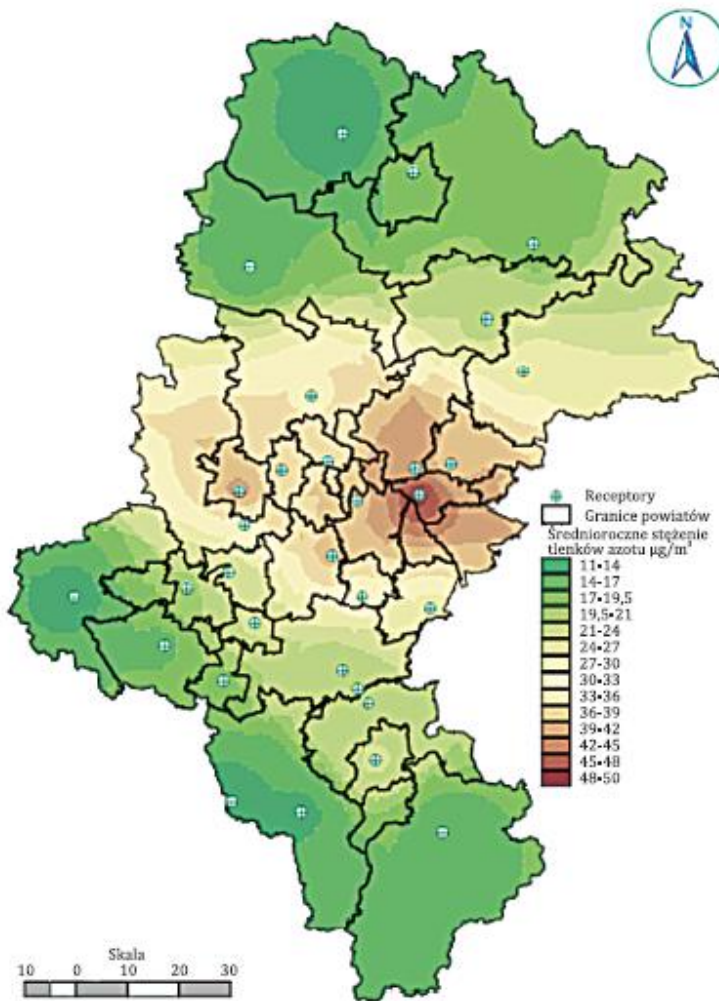 N
Receptory
Granice powiatów
Średnioroczne stężenie
tlenków azotu µg/m³
11•14
14-17
17•19,5
19,5•21
21-24
24•27
27-30
30•33
33•36
36-39
39•42
42-45
45•48
48•50
Skala
10 0 10 20 30